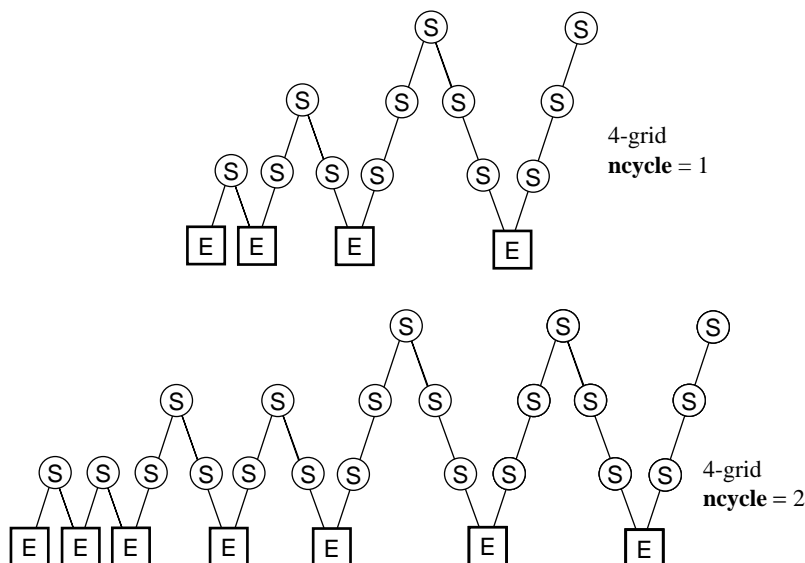 S S
S S S
4-grid
S S S S S
ncycle = 1
E E E E
S S S
S S S S S S
S S S S S S S S S S
4-grid
ncycle = 2
E E E E E E E